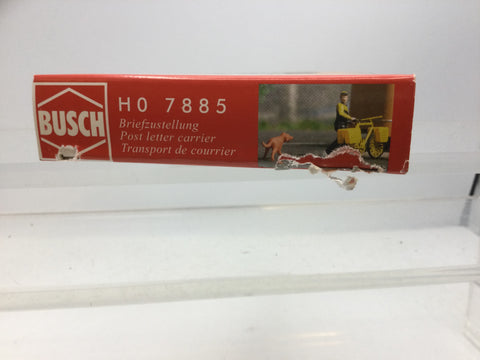 BUSCH
H0 7885
Briefzustellung
Post letter carrier
Transport de courrier